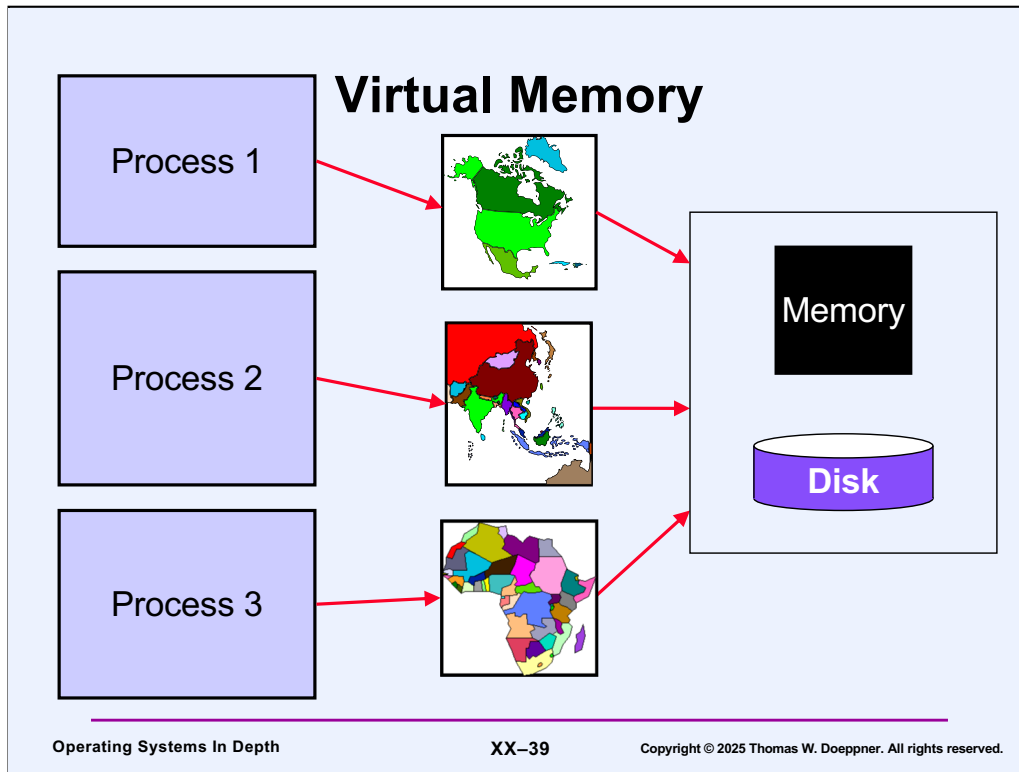 Virtual Memory
Process 1
Process 2
Process 3
Memory
Disk
Operating Systems In Depth
XX–39
Copyright © 2025 Thomas W. Doeppner. All rights reserved.